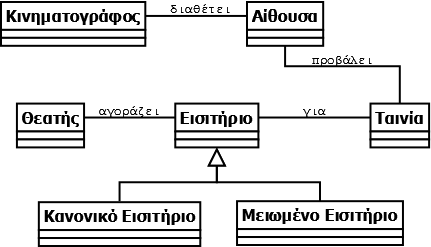 Κινηματογράφος διαθέτει Αίθουσα
προβάλει
Θεατής αγοράζει Εισιτήριο για Ταινία
Κανονικό Εισιτήριο Μειωμένο Εισιτήριο